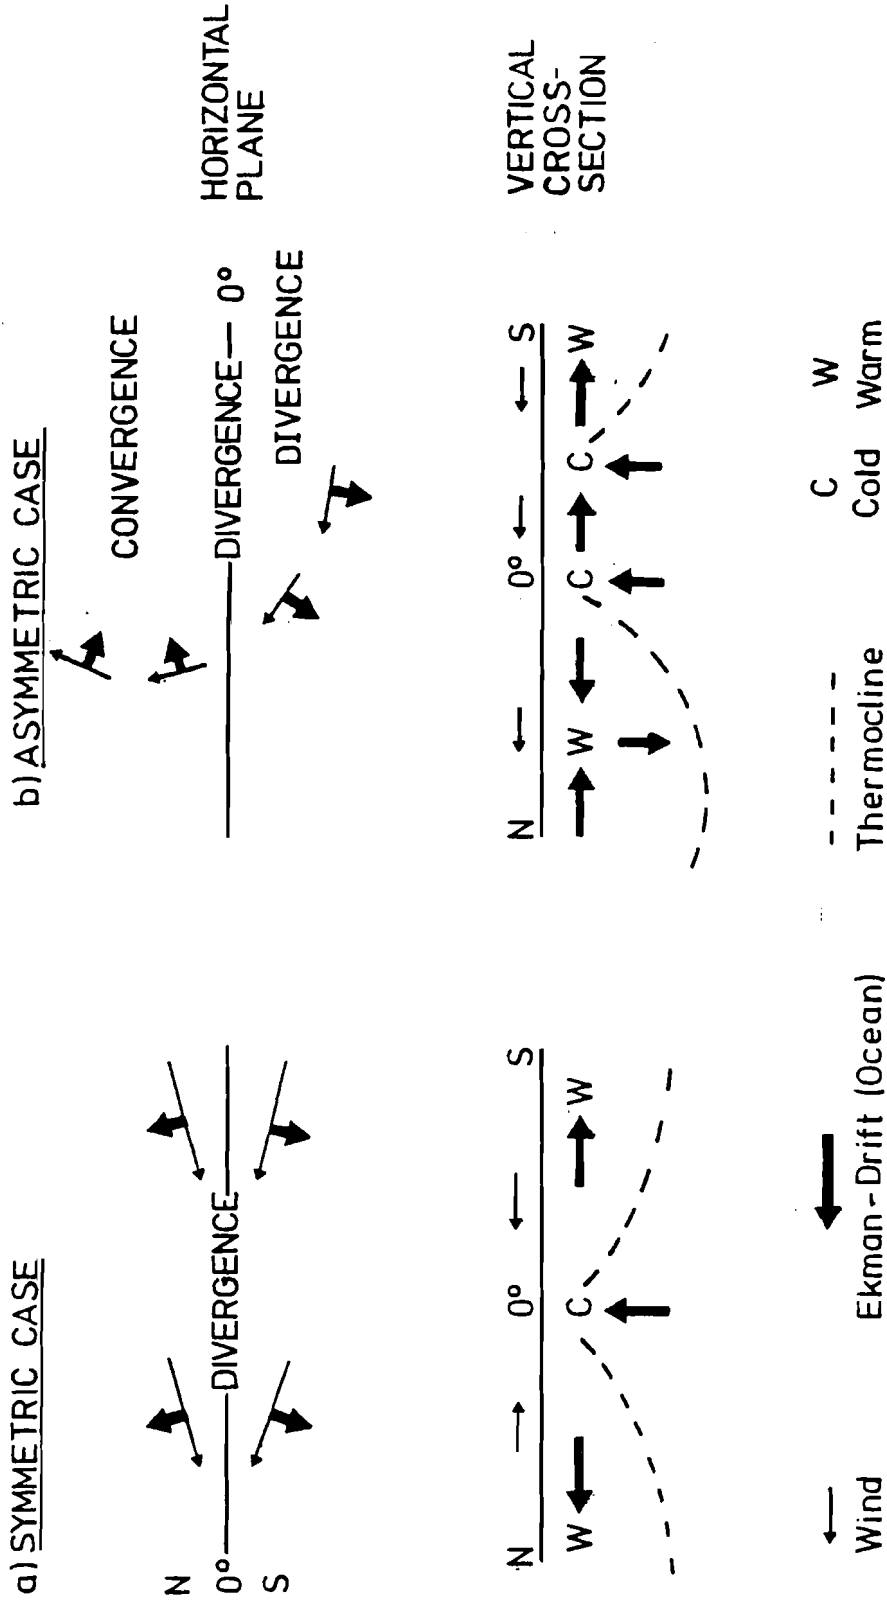 a) SYMMETRIC CASE
N
0° DIVERGENCE
S
N 0° S
W C W
b) ASYMMETRIC CASE
CONVERGENCE
DIVERGENCE 0°
DIVERGENCE
N 0° S
W C C W
HORIZONTAL
PLANE
VERTICAL
CROSS-
SECTION
Wind
Ekman-Drift (Ocean)
Thermocline
C W
Cold Warm